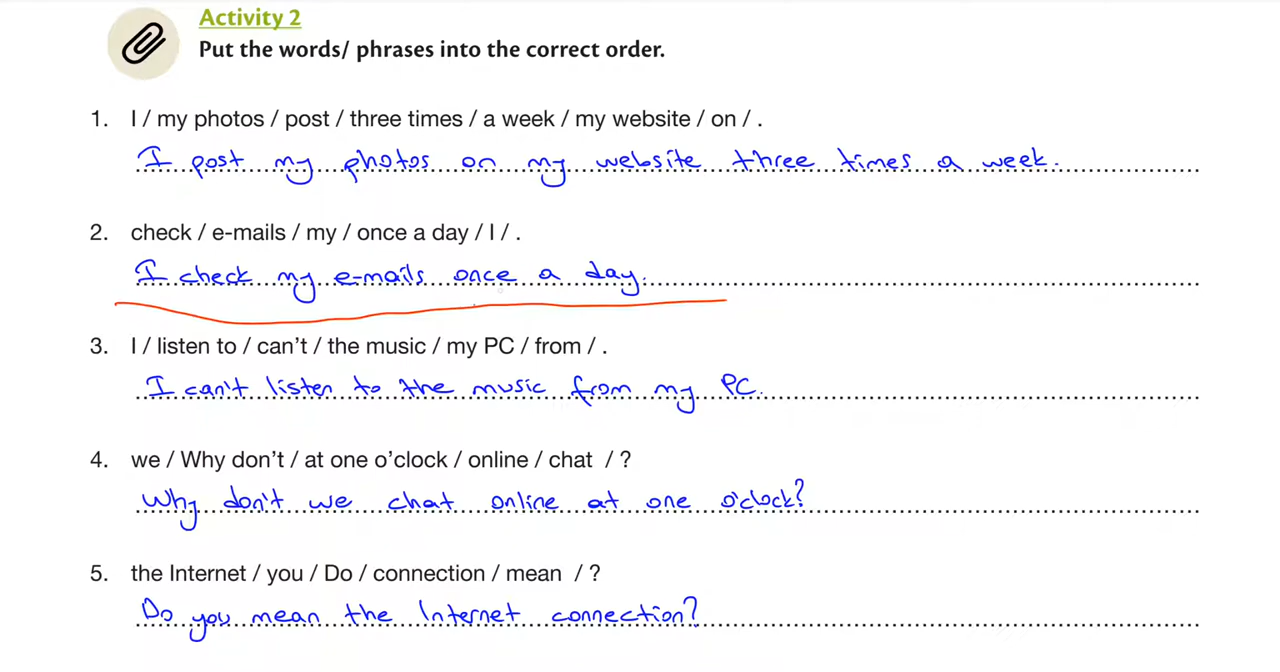 Activity 2
Put the words/ phrases into the correct order.
1. I / my photos / post / three times / a week / my website / on / .
I post my photos on my website three times a week.
2. check / e-mails / my / once a day / I / .
I check my e-mails once a day.
3. I / listen to / can't / the music / my PC / from / .
I can't listen to the music from my PC.
4. we / Why don't / at one o'clock / online / chat / ?
Why don't we chat online at one o'clock?
5. the Internet / you / Do / connection / mean / ?
Do you mean the Internet connection?